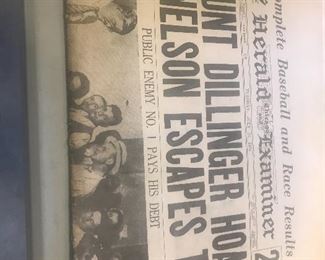 Complete Baseball and Race Results
Herald Examiner 2
UNT DILLINGER HO
NELSON ESCAPES T
PUBLIC ENEMY NO. 1 PAYS HIS DEBT